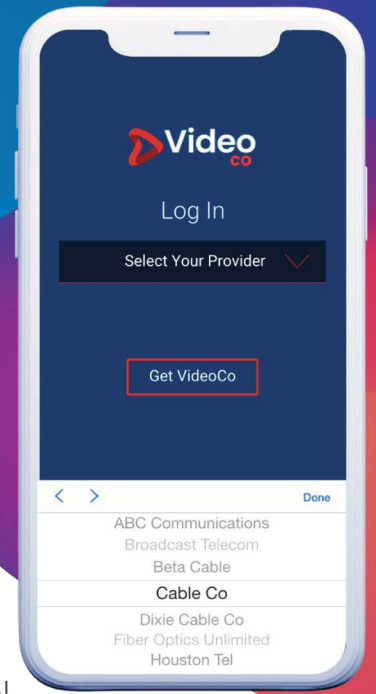 Video
co
Log In
Select Your Provider
Get VideoCo
< > Done
ABC Communications
Broadcast Telecom
Beta Cable
Cable Co
Dixie Cable Co
Fiber Optics Unlimited
Houston Tel